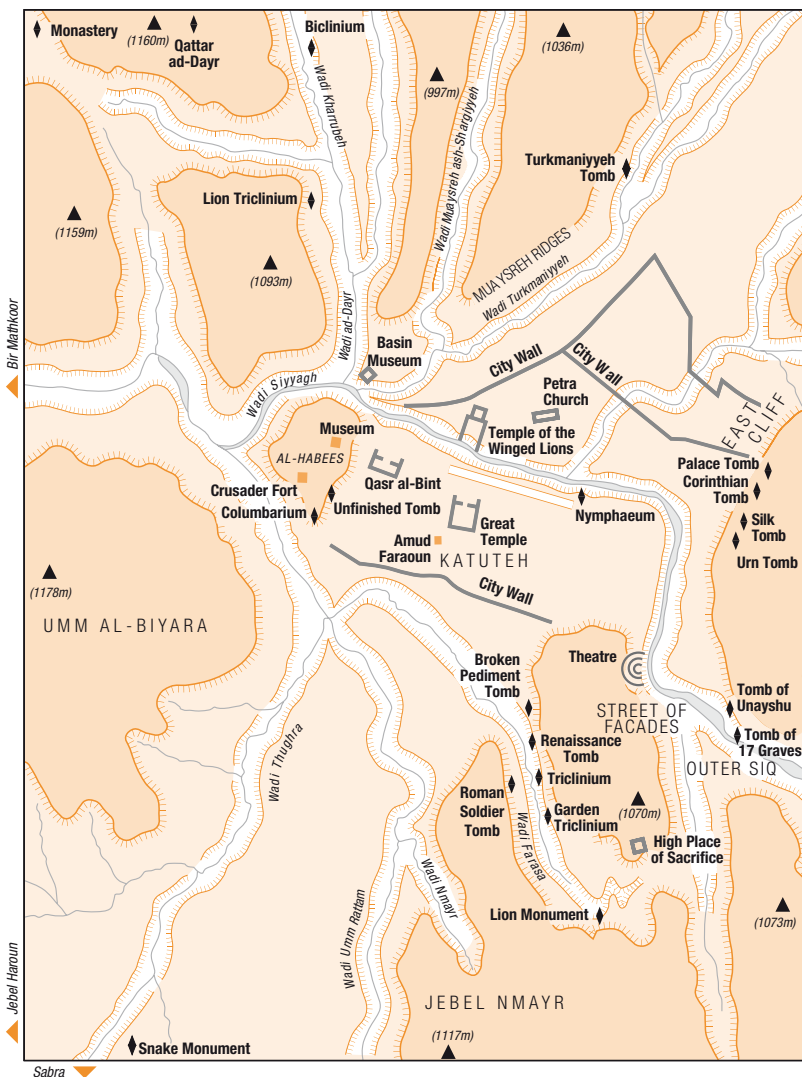 Monastery
(1160m)
Qattar
ad-Dayr
Biclinium
(1036m)
Wadi Kharrubeh
(997m)
Wadi Muaysreh ash-Shargiyyeh
Turkmaniyyeh
Tomb
Lion Triclinium
(1159m)
(1093m)
MUAYSREH RIDGES
Wadi Turkmaniyyeh
Wadi ad-Dayr
Bir Mathkoor
Basin
Museum
City Wall
City Wall
Wadi Siyyagh
Petra
Church
EAST
CLIFF
Museum
AL-HABEES
Temple of the
Winged Lions
Qasr al-Bint
Palace Tomb
Corinthian
Tomb
Crusader Fort
Columbarium
Unfinished Tomb
Nymphaeum
Silk
Tomb
Great
Temple
Urn Tomb
Amud
Faraoun
KATUTEH
(1178m)
City Wall
UMM AL-BIYARA
Broken
Pediment
Tomb
Theatre
Tomb of
Unayshu
STREET OF
FACADES
Tomb of
17 Graves
Renaissance
Tomb
OUTER SIQ
Wadi Thughra
Triclinium
Roman
Soldier
Tomb
Garden
Triclinium
(1070m)
Wadi Farasa
High Place
of Sacrifice
Wadi Nmayr
Lion Monument
(1073m)
Wadi Umm Rattam
Jebel Haroun
JEBEL NMAYR
(1117m)
Snake Monument
Sabra